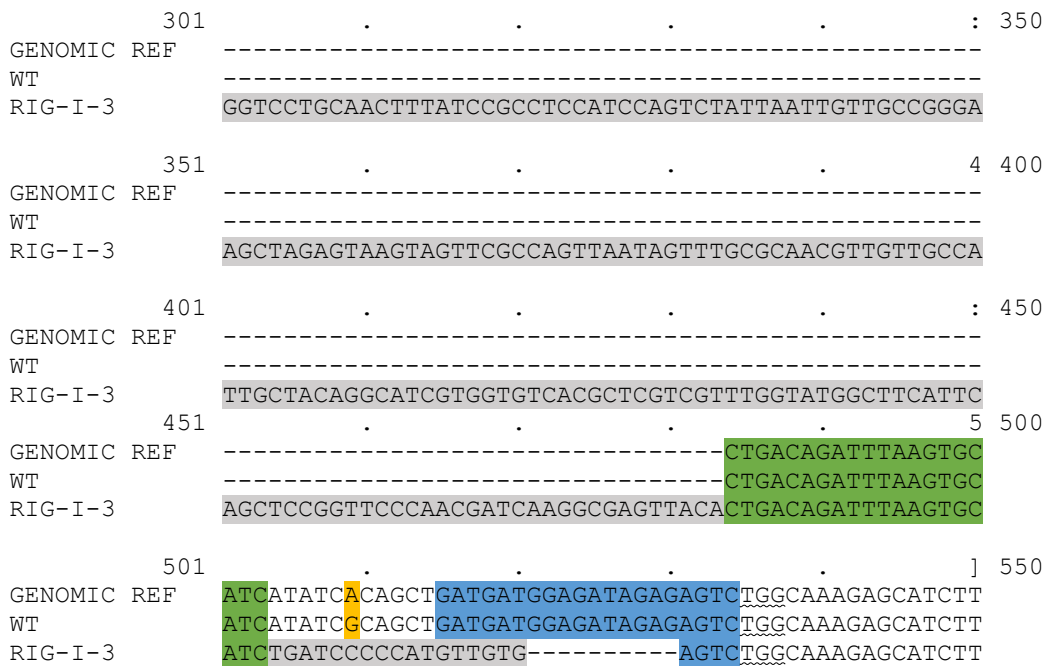 301 . . . . : 350
GENOMIC REF --------------------------------------------------
WT --------------------------------------------------
RIG-I-3 GGTCCTGCAACTTTATCCGCCTCCATCCAGTCTATTAATTGTTGCCGGGA
351 . . . . 4 400
GENOMIC REF --------------------------------------------------
WT --------------------------------------------------
RIG-I-3 AGCTAGAGTAAGTAGTTCGCCAGTTAATAGTTTGCGCAACGTTGTTGCCA
401 . . . . : 450
GENOMIC REF --------------------------------------------------
WT --------------------------------------------------
RIG-I-3 TTGCTACAGGCATCGTGGTGTCACGCTCGTCGTTTGGTATGGCTTCATTC
451 . . . . 5 500
GENOMIC REF ---------------------------------CTGACAGATTTAAGTGC
WT ---------------------------------CTGACAGATTTAAGTGC
RIG-I-3 AGCTCCGGTTCCCAACGATCAAGGCGAGTTACACTGACAGATTTAAGTGC
501 . . . . ] 550
GENOMIC REF ATCATATCACAGCTGATGATGGAGATAGAGAGTCTGGCAAAGAGCATCTT
WT ATCATATCGCAGCTGATGATGGAGATAGAGAGTCTGGCAAAGAGCATCTT
RIG-I-3 ATCTGATCCCCCATGTTGTG----------AGTCTGGCAAAGAGCATCTT